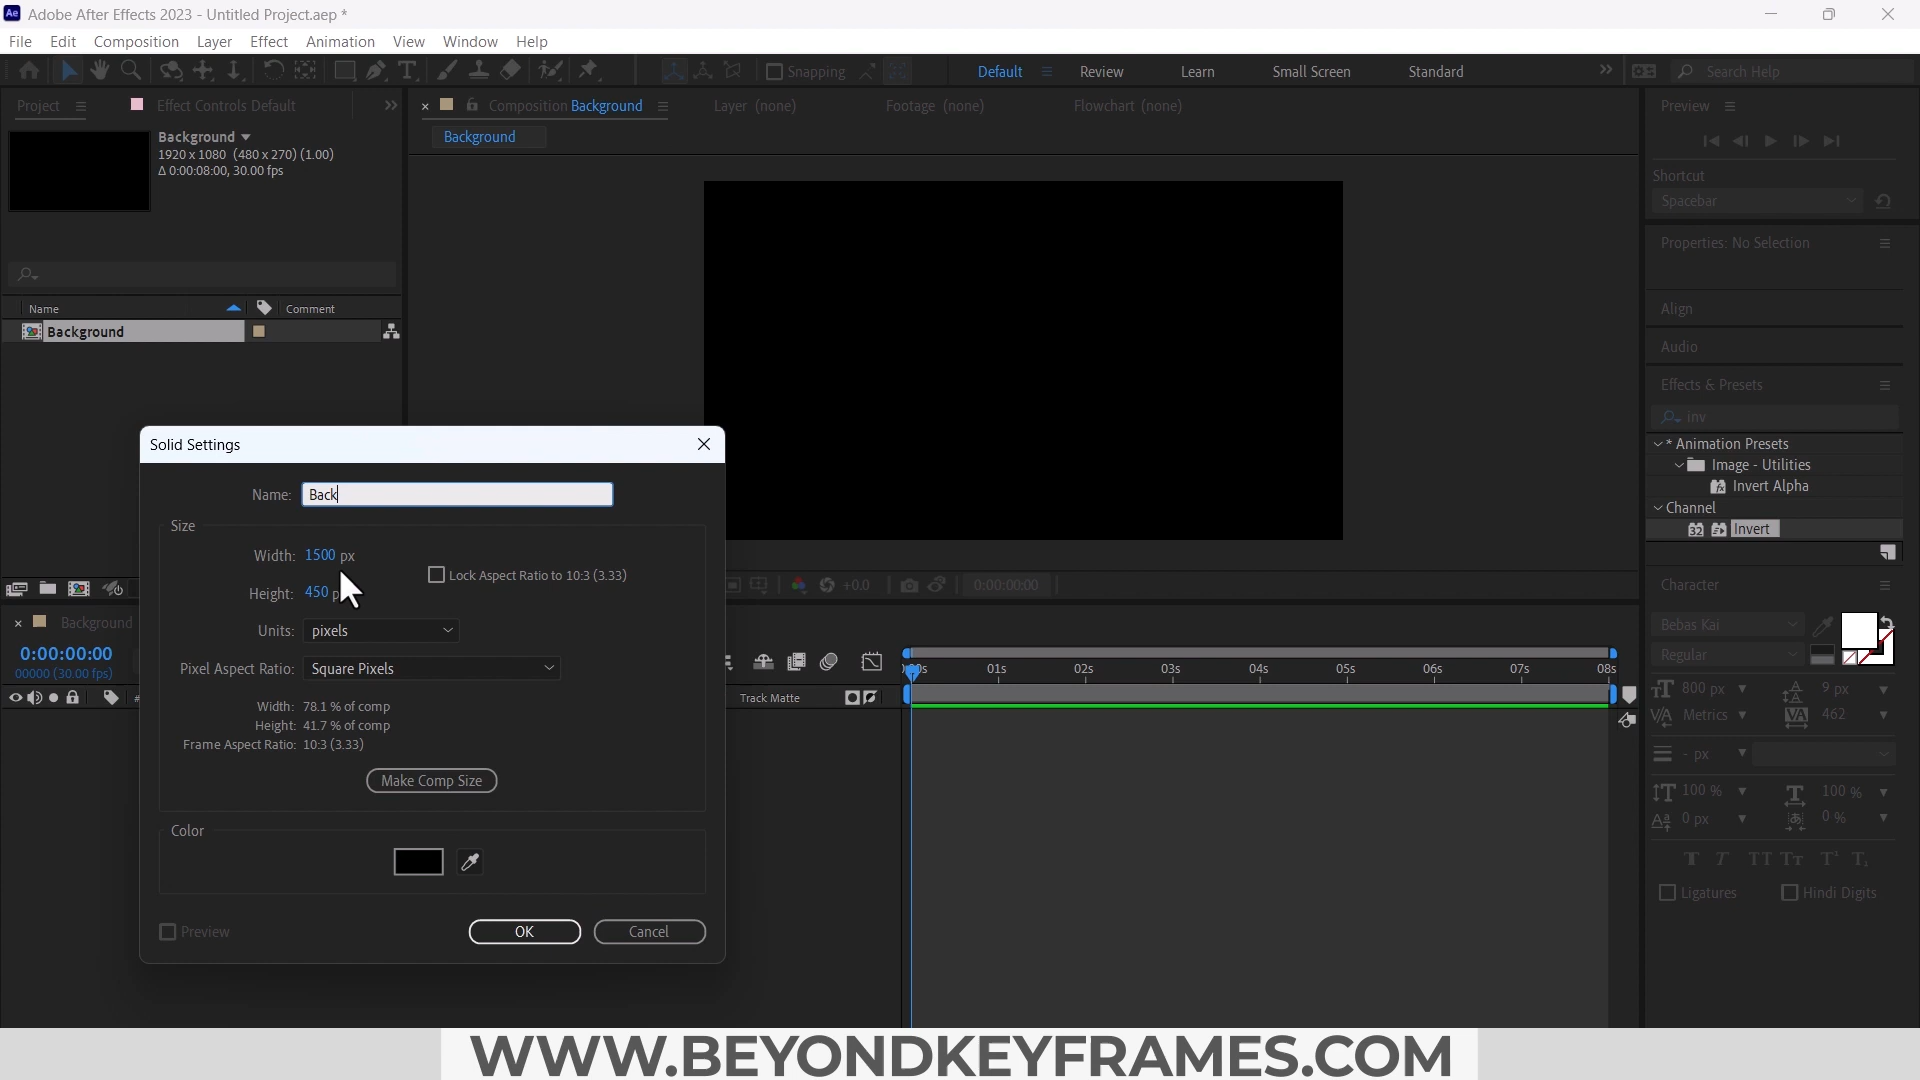 Ae Adobe After Effects 2023 - Untitled Project.aep *
File Edit Composition Layer Effect Animation View Window Help
Snapping Default Review Learn Small Screen Standard Search Help
Project Effect Controls Default Composition Background Layer (none) Footage (none) Flowchart (none) Preview
Background
Background
1920 x 1080 (480 x 270) (1.00)
Δ 0:00:08:00, 30.00 fps
Shortcut
Spacebar
Properties: No Selection
Name Comment
Background
Align
Audio
Effects & Presets
inv
* Animation Presets
Image - Utilities
Invert Alpha
Channel
32 Invert
Solid Settings
Name: Back
Size
Width: 1500 px
Lock Aspect Ratio to 10:3 (3.33)
Height: 450
Units: pixels
Pixel Aspect Ratio: Square Pixels
Width: 78.1 % of comp
Height: 41.7 % of comp
Frame Aspect Ratio: 10:3 (3.33)
Make Comp Size
Color
Preview OK Cancel
+0.0 0:00:00:00
Background
0:00:00:00
00000 (30.00 fps)
#
Track Matte
01s 02s 03s 04s 05s 06s 07s 08s
Character
Bebas Kai
Regular
800 px 9 px
Metrics 462
- px
100 % 100 %
0 px 0 %
Ligatures Hindi Digits
WWW.BEYONDKEYFRAMES.COM